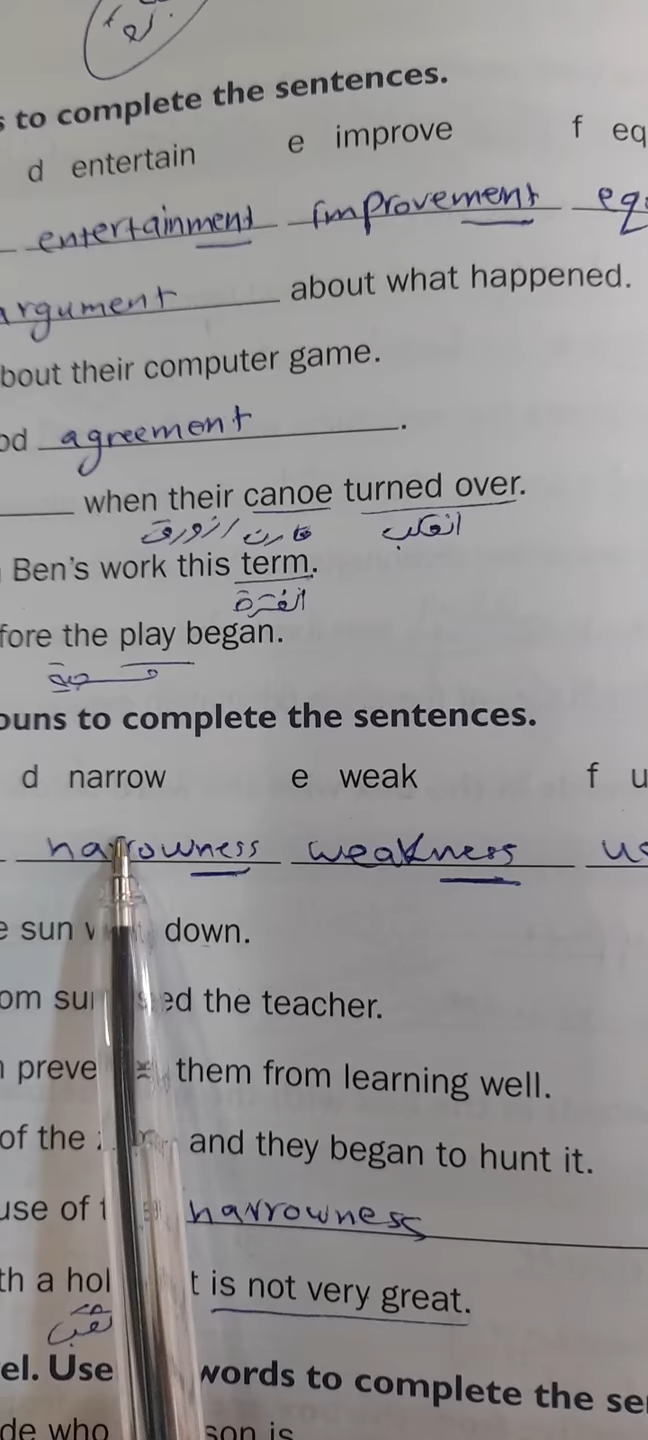 s to complete the sentences.
d entertain e improve f eq
entertainment improvement eq
argument about what happened.
bout their computer game.
od agreement.
when their canoe turned over.
قارب / الزورق انقلب
Ben's work this term.
الفترة
fore the play began.
ouns to complete the sentences.
d narrow e weak f u
narrowness weakness us
e sun down.
om sed the teacher.
preve them from learning well.
of the and they began to hunt it.
use of narrowness
th a hol t is not very great.
el. Use words to complete the se
de who son is